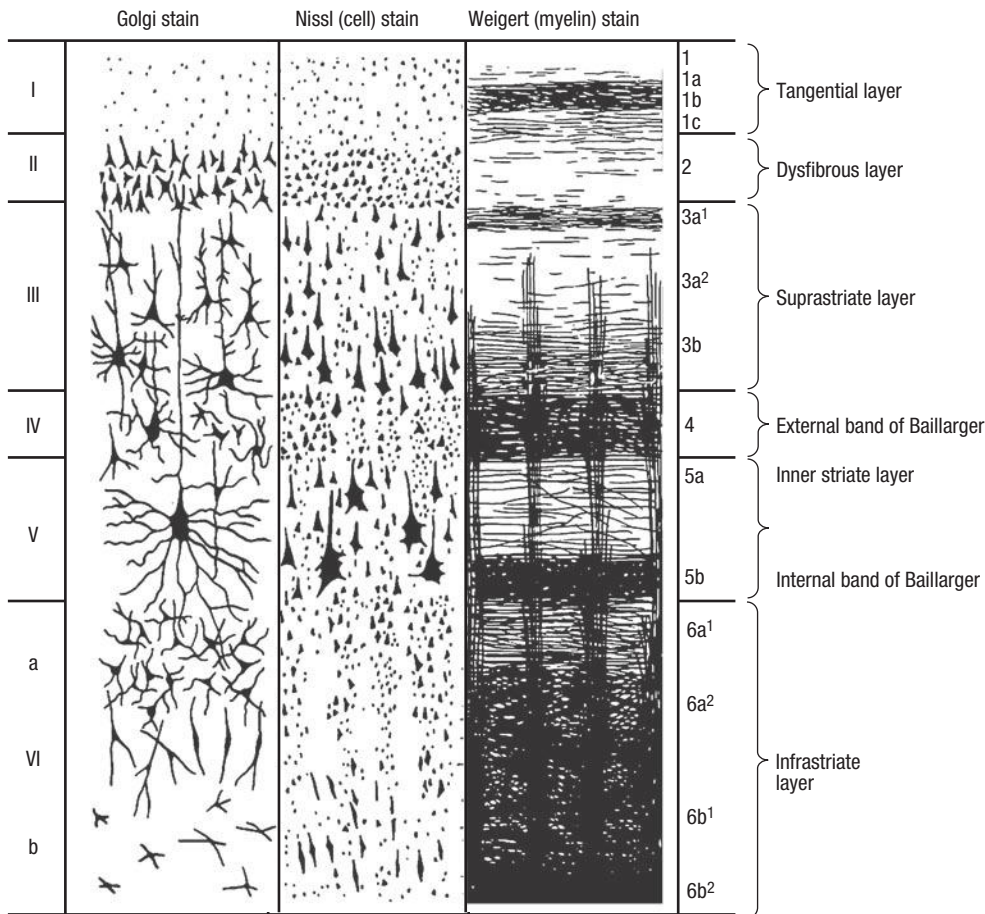 Golgi stain Nissl (cell) stain Weigert (myelin) stain
I
II
III
IV
V
a
VI
b
1
1a
1b
1c
2
3a¹
3a²
3b
4
5a
5b
6a¹
6a²
6b¹
6b²
Tangential layer
Dysfibrous layer
Suprastriate layer
External band of Baillarger
Inner striate layer
Internal band of Baillarger
Infrastriate
layer